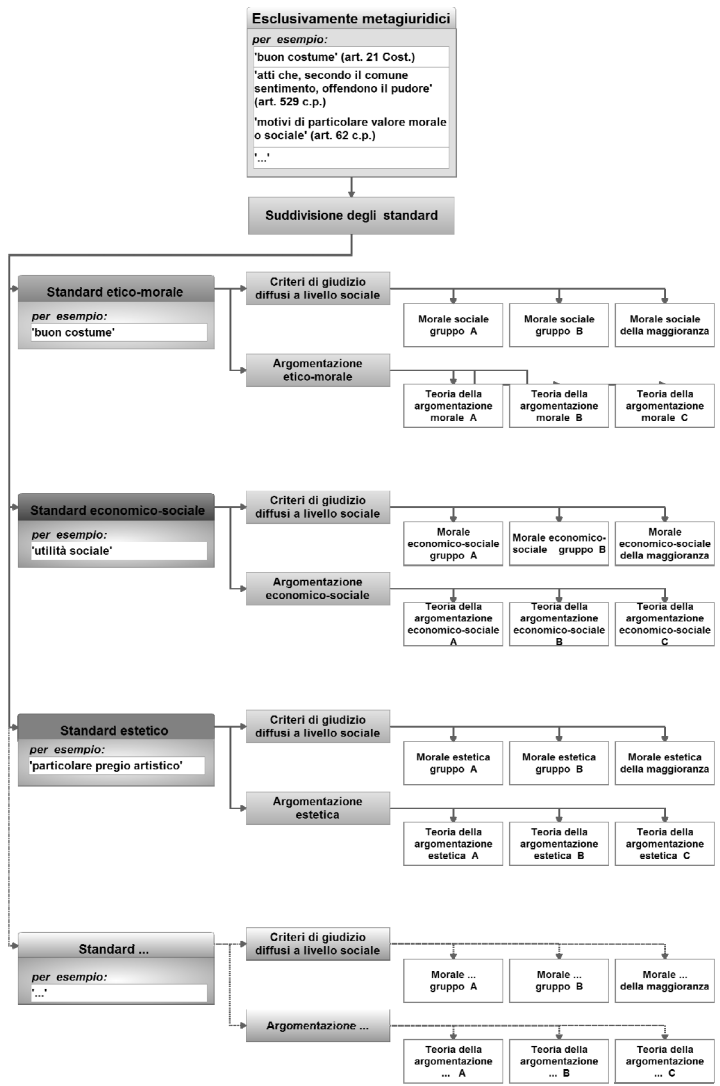 Esclusivamente metagiuridici
per esempio:
'buon costume' (art. 21 Cost.)
'atti che, secondo il comune
sentimento, offendono il pudore'
(art. 529 c.p.)
'motivi di particolare valore morale
o sociale' (art. 62 c.p.)
'...'
Suddivisione degli standard
Standard etico-morale
per esempio:
'buon costume'
Criteri di giudizio
diffusi a livello sociale
Morale sociale
gruppo A
Morale sociale
gruppo B
Morale sociale
della maggioranza
Argomentazione
etico-morale
Teoria della
argomentazione
morale A
Teoria della
argomentazione
morale B
Teoria della
argomentazione
morale C
Standard economico-sociale
per esempio:
'utilità sociale'
Criteri di giudizio
diffusi a livello sociale
Morale
economico-sociale
gruppo A
Morale economico-
sociale gruppo B
Morale
economico-sociale
della maggioranza
Argomentazione
economico-sociale
Teoria della
argomentazione
economico-sociale
A
Teoria della
argomentazione
economico-sociale
B
Teoria della
argomentazione
economico-sociale
C
Standard estetico
per esempio:
'particolare pregio artistico'
Criteri di giudizio
diffusi a livello sociale
Morale estetica
gruppo A
Morale estetica
gruppo B
Morale estetica
della maggioranza
Argomentazione
estetica
Teoria della
argomentazione
estetica A
Teoria della
argomentazione
estetica B
Teoria della
argomentazione
estetica C
Standard ...
per esempio:
'...'
Criteri di giudizio
diffusi a livello sociale
Morale ...
gruppo A
Morale ...
gruppo B
Morale ...
della maggioranza
Argomentazione ...
Teoria della
argomentazione
... A
Teoria della
argomentazione
... B
Teoria della
argomentazione
... C